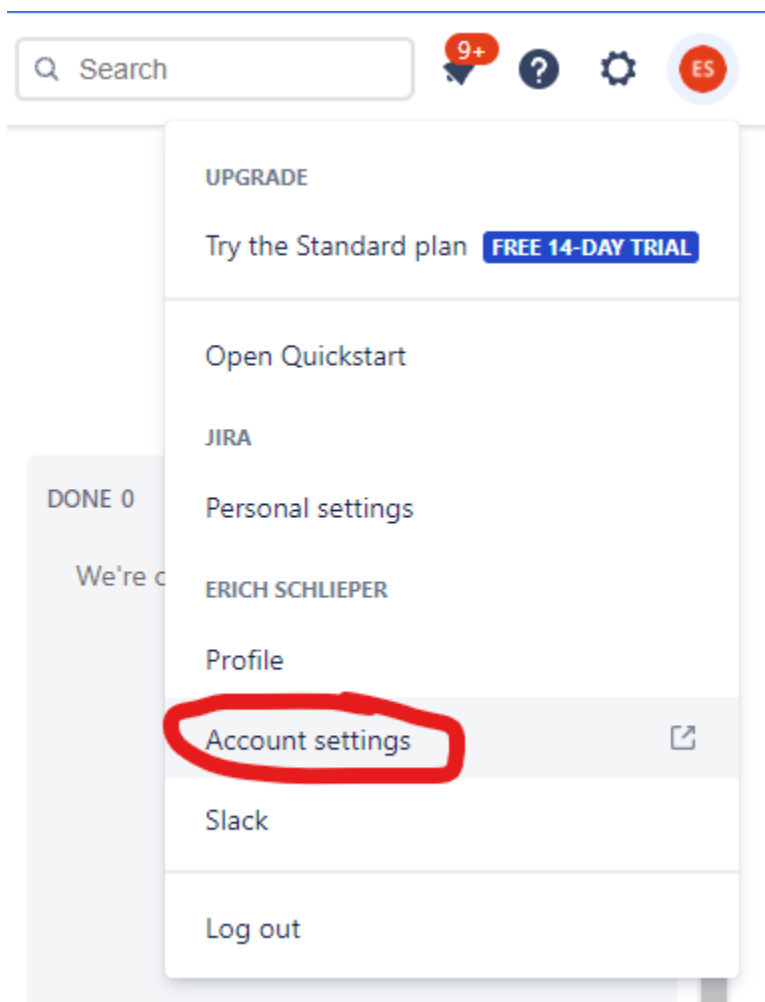 Search
9+
?
ES
UPGRADE
Try the Standard plan FREE 14-DAY TRIAL
Open Quickstart
JIRA
DONE 0
Personal settings
We're
ERICH SCHLIEPER
Profile
Account settings
Slack
Log out